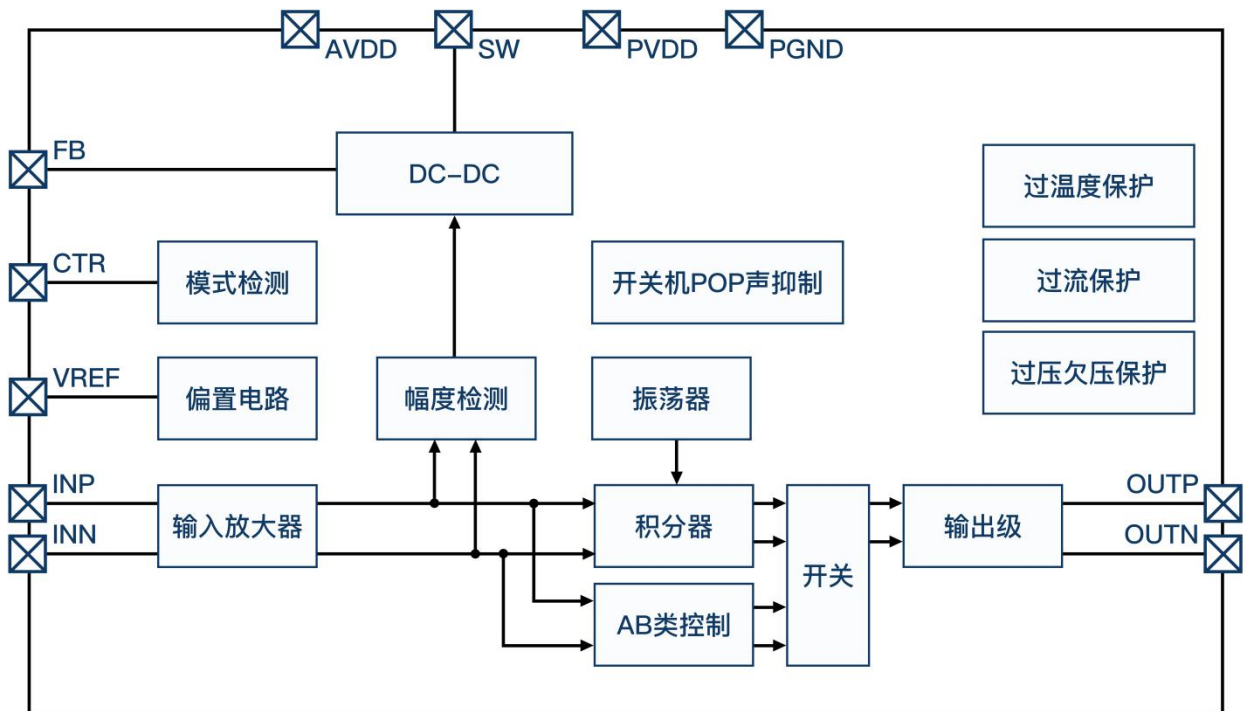 AVDD
SW
PVDD
PGND
FB
DC-DC
过温度保护
CTR
模式检测
开关机POP声抑制
过流保护
VREF
偏置电路
幅度检测
振荡器
过压欠压保护
INP
INN
输入放大器
积分器
开关
输出级
OUTP
OUTN
AB类控制